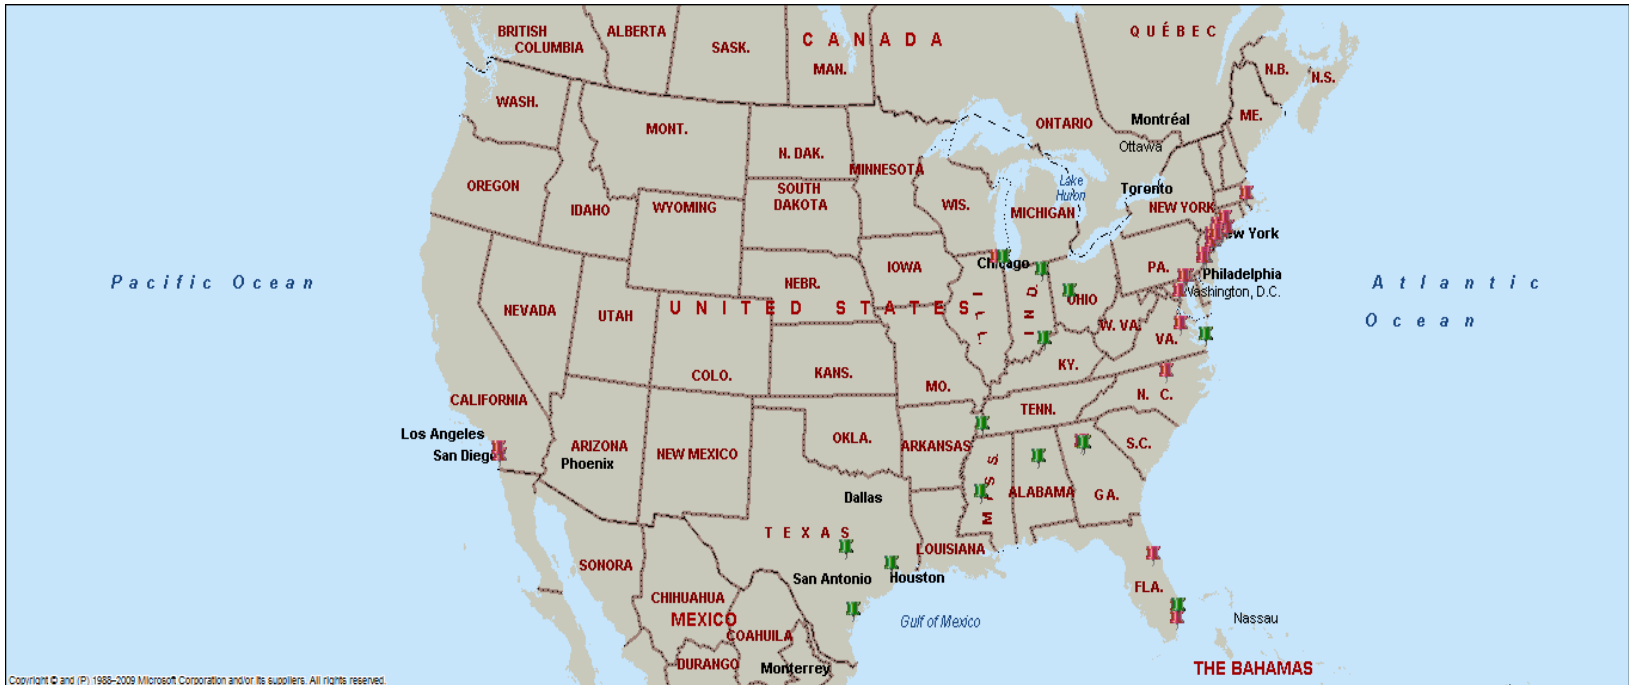 BRITISH
COLUMBIA
ALBERTA
SASK.
CANADA
MAN.
QUÉBEC
N.B.
N.S.
WASH.
MONT.
N. DAK.
MINNESOTA
ONTARIO
Montréal
Ottawa
ME.
OREGON
IDAHO
WYOMING
SOUTH
DAKOTA
WIS.
MICHIGAN
Lake
Huron
Toronto
NEW YORK
ew York
Pacific Ocean
NEVADA
UTAH
NEBR.
IOWA
Chicago
PA.
Philadelphia
Washington, D.C.
Atlantic
Ocean
UNITED STATES
ILL.
IND.
OHIO
W. VA.
VA.
COLO.
KANS.
MO.
KY.
CALIFORNIA
TENN.
N. C.
Los Angeles
San Diego
ARIZONA
Phoenix
NEW MEXICO
OKLA.
ARKANSAS
S.C.
Dallas
MISS.
ALABAMA
GA.
TEXAS
LOUISIANA
SONORA
San Antonio
Houston
FLA.
CHIHUAHUA
MEXICO
COAHUILA
Gulf of Mexico
Nassau
DURANGO
Monterrey
THE BAHAMAS
Copyright © and (P) 1988–2009 Microsoft Corporation and/or its suppliers. All rights reserved.